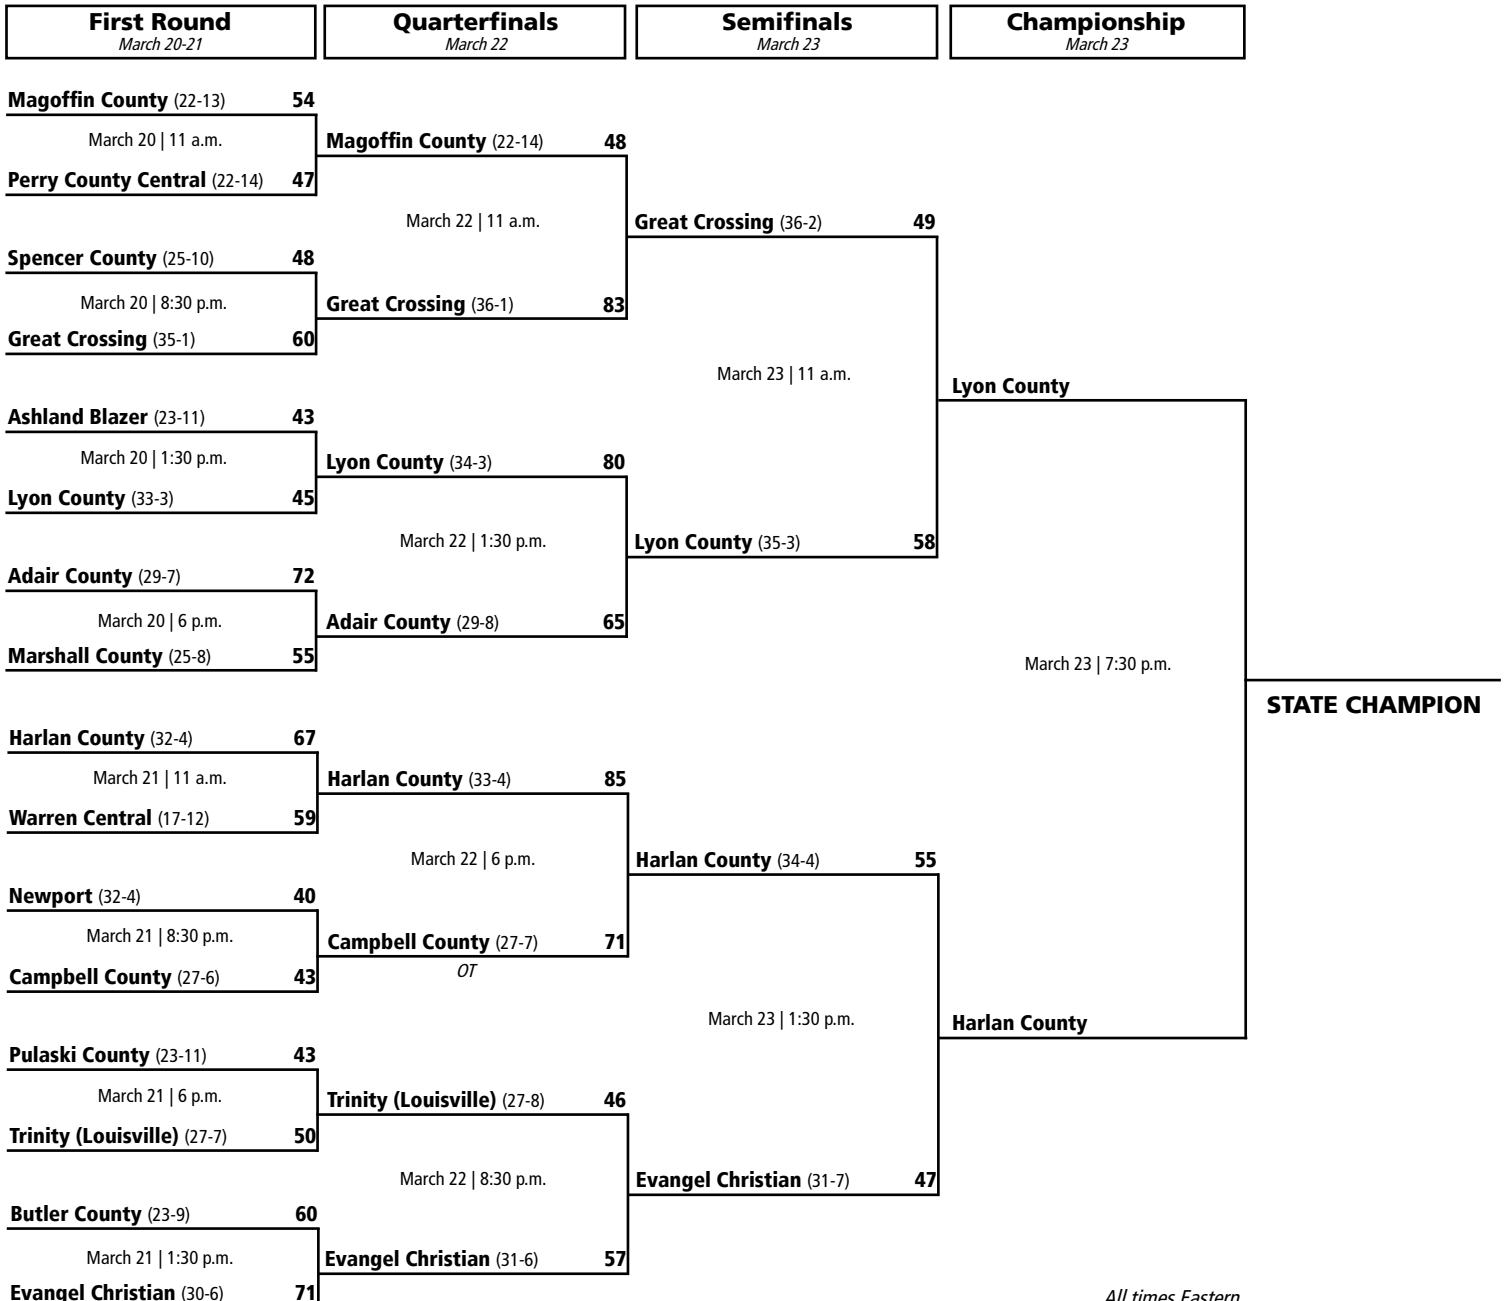 First Round
March 20-21
Quarterfinals
March 22
Semifinals
March 23
Championship
March 23
Magoffin County (22-13) 54
March 20 | 11 a.m.
Perry County Central (22-14) 47
Spencer County (25-10) 48
March 20 | 8:30 p.m.
Great Crossing (35-1) 60
Ashland Blazer (23-11) 43
March 20 | 1:30 p.m.
Lyon County (33-3) 45
Adair County (29-7) 72
March 20 | 6 p.m.
Marshall County (25-8) 55
Harlan County (32-4) 67
March 21 | 11 a.m.
Warren Central (17-12) 59
Newport (32-4) 40
March 21 | 8:30 p.m.
Campbell County (27-6) 43
Pulaski County (23-11) 43
March 21 | 6 p.m.
Trinity (Louisville) (27-7) 50
Butler County (23-9) 60
March 21 | 1:30 p.m.
Evangel Christian (30-6) 71
Magoffin County (22-14) 48
March 22 | 11 a.m.
Great Crossing (36-1) 83
Lyon County (34-3) 80
March 22 | 1:30 p.m.
Adair County (29-8) 65
Harlan County (33-4) 85
March 22 | 6 p.m.
Campbell County (27-7) 71
OT
Trinity (Louisville) (27-8) 46
March 22 | 8:30 p.m.
Evangel Christian (31-6) 57
Great Crossing (36-2) 49
March 23 | 11 a.m.
Lyon County (35-3) 58
Harlan County (34-4) 55
March 23 | 1:30 p.m.
Evangel Christian (31-7) 47
Lyon County
March 23 | 7:30 p.m.
Harlan County
STATE CHAMPION
All times Eastern